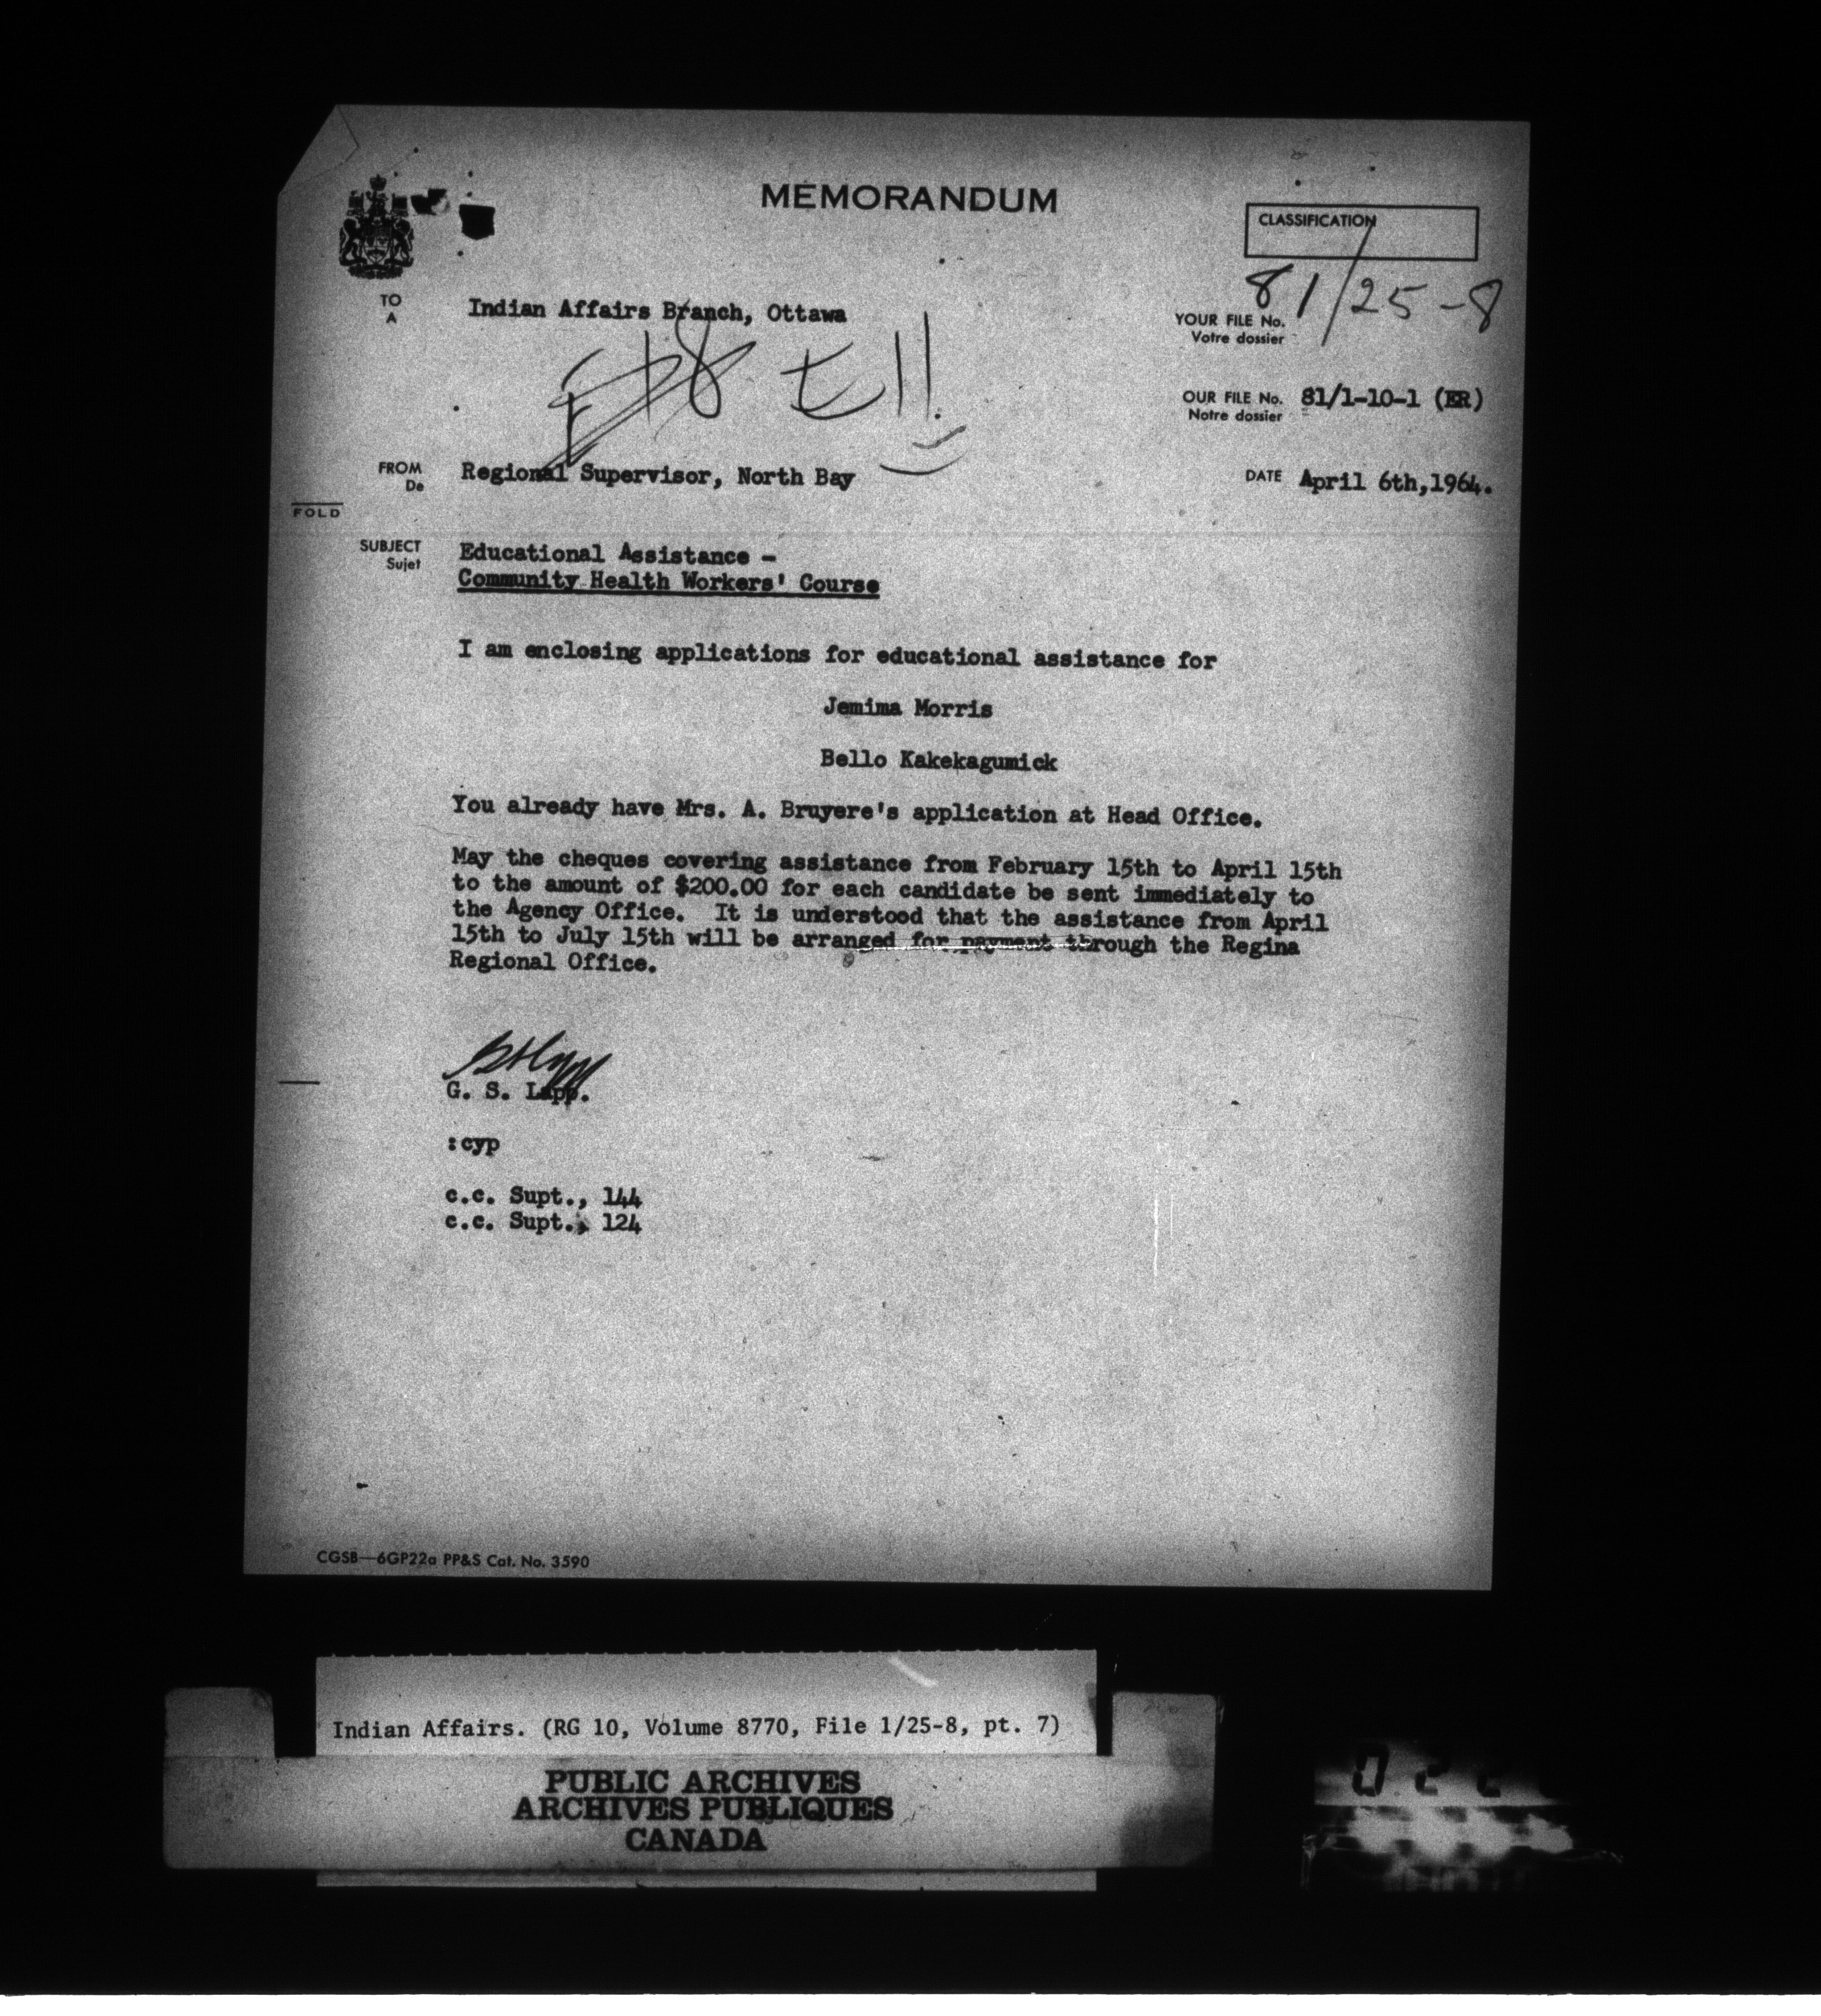 MEMORANDUM
CLASSIFICATION
TO
A
Indian Affairs Branch, Ottawa
81/25-8
YOUR FILE No.
Votre dossier
OUR FILE No. 81/1-10-1 (ER)
Notre dossier
FROM
De
Regional Supervisor, North Bay
DATE April 6th,1964.
FOLD
SUBJECT
Sujet
Educational Assistance -
Community Health Workers' Course
I am enclosing applications for educational assistance for
Jemima Morris
Bello Kakekagumick
You already have Mrs. A. Bruyere's application at Head Office.
May the cheques covering assistance from February 15th to April 15th
to the amount of $200.00 for each candidate be sent immediately to
the Agency Office. It is understood that the assistance from April
15th to July 15th will be arranged for payment through the Regina
Regional Office.
G. S. Lapp.
:cyp
c.c. Supt., 144
c.c. Supt., 124
CGSB—6GP22a PP&S Cat. No. 3590
Indian Affairs. (RG 10, Volume 8770, File 1/25-8, pt. 7)
PUBLIC ARCHIVES
ARCHIVES PUBLIQUES
CANADA